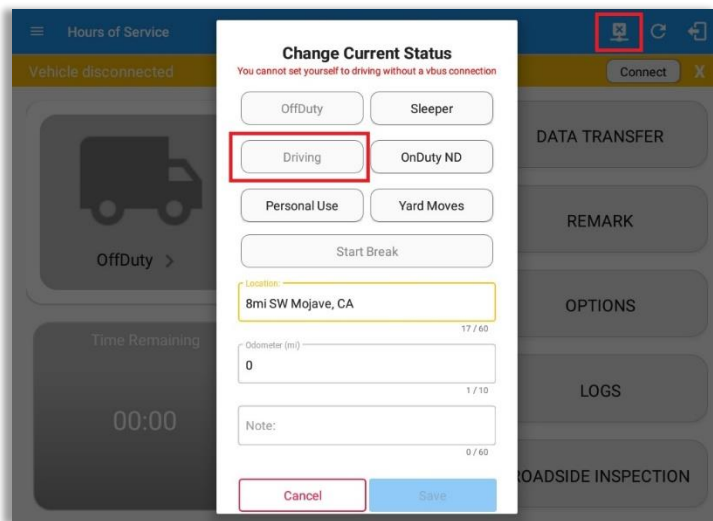 Hours of Service
Vehicle disconnected
Connect X
OffDuty >
Time Remaining
00:00
Change Current Status
You cannot set yourself to driving without a vbus connection
OffDuty
Sleeper
Driving
OnDuty ND
Personal Use
Yard Moves
Start Break
Location:
8mi SW Mojave, CA
17 / 60
Odometer (mi)
0
1 / 10
Note:
0 / 60
Cancel
Save
DATA TRANSFER
REMARK
OPTIONS
LOGS
ROADSIDE INSPECTION